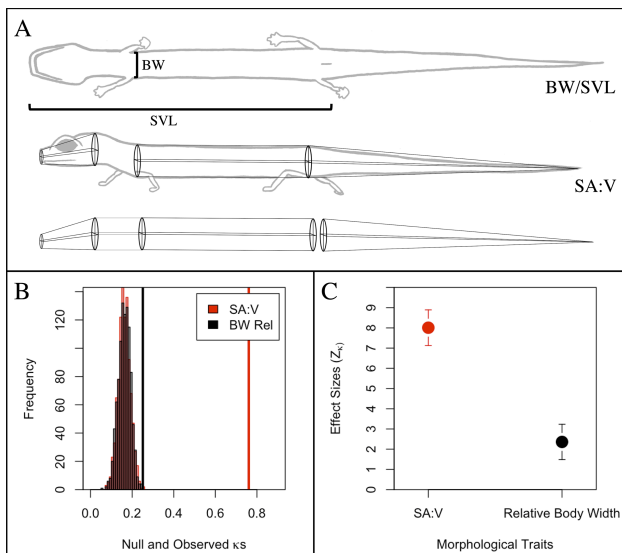 A
BW
BW/SVL
SVL
SA:V
B
SA:V
BW Rel
Frequency
0 20 40 60 80 120
0.0 0.2 0.4 0.6 0.8
Null and Observed κs
C
Effect Sizes (Zκ)
0 1 2 3 4 5 6 7 8 9
SA:V Relative Body Width
Morphological Traits